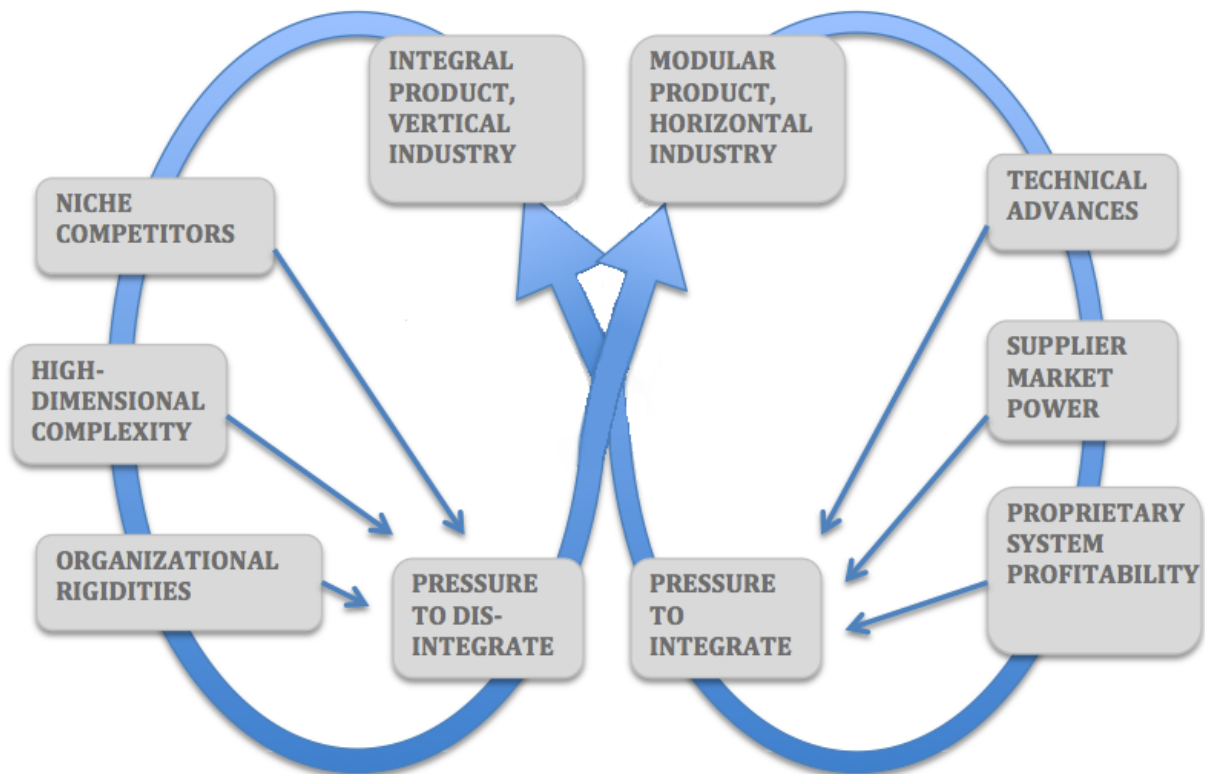 INTEGRAL
PRODUCT,
VERTICAL
INDUSTRY
MODULAR
PRODUCT,
HORIZONTAL
INDUSTRY
NICHE
COMPETITORS
TECHNICAL
ADVANCES
HIGH-
DIMENSIONAL
COMPLEXITY
SUPPLIER
MARKET
POWER
ORGANIZATIONAL
RIGIDITIES
PROPRIETARY
SYSTEM
PROFITABILITY
PRESSURE
TO DIS-
INTEGRATE
PRESSURE
TO
INTEGRATE